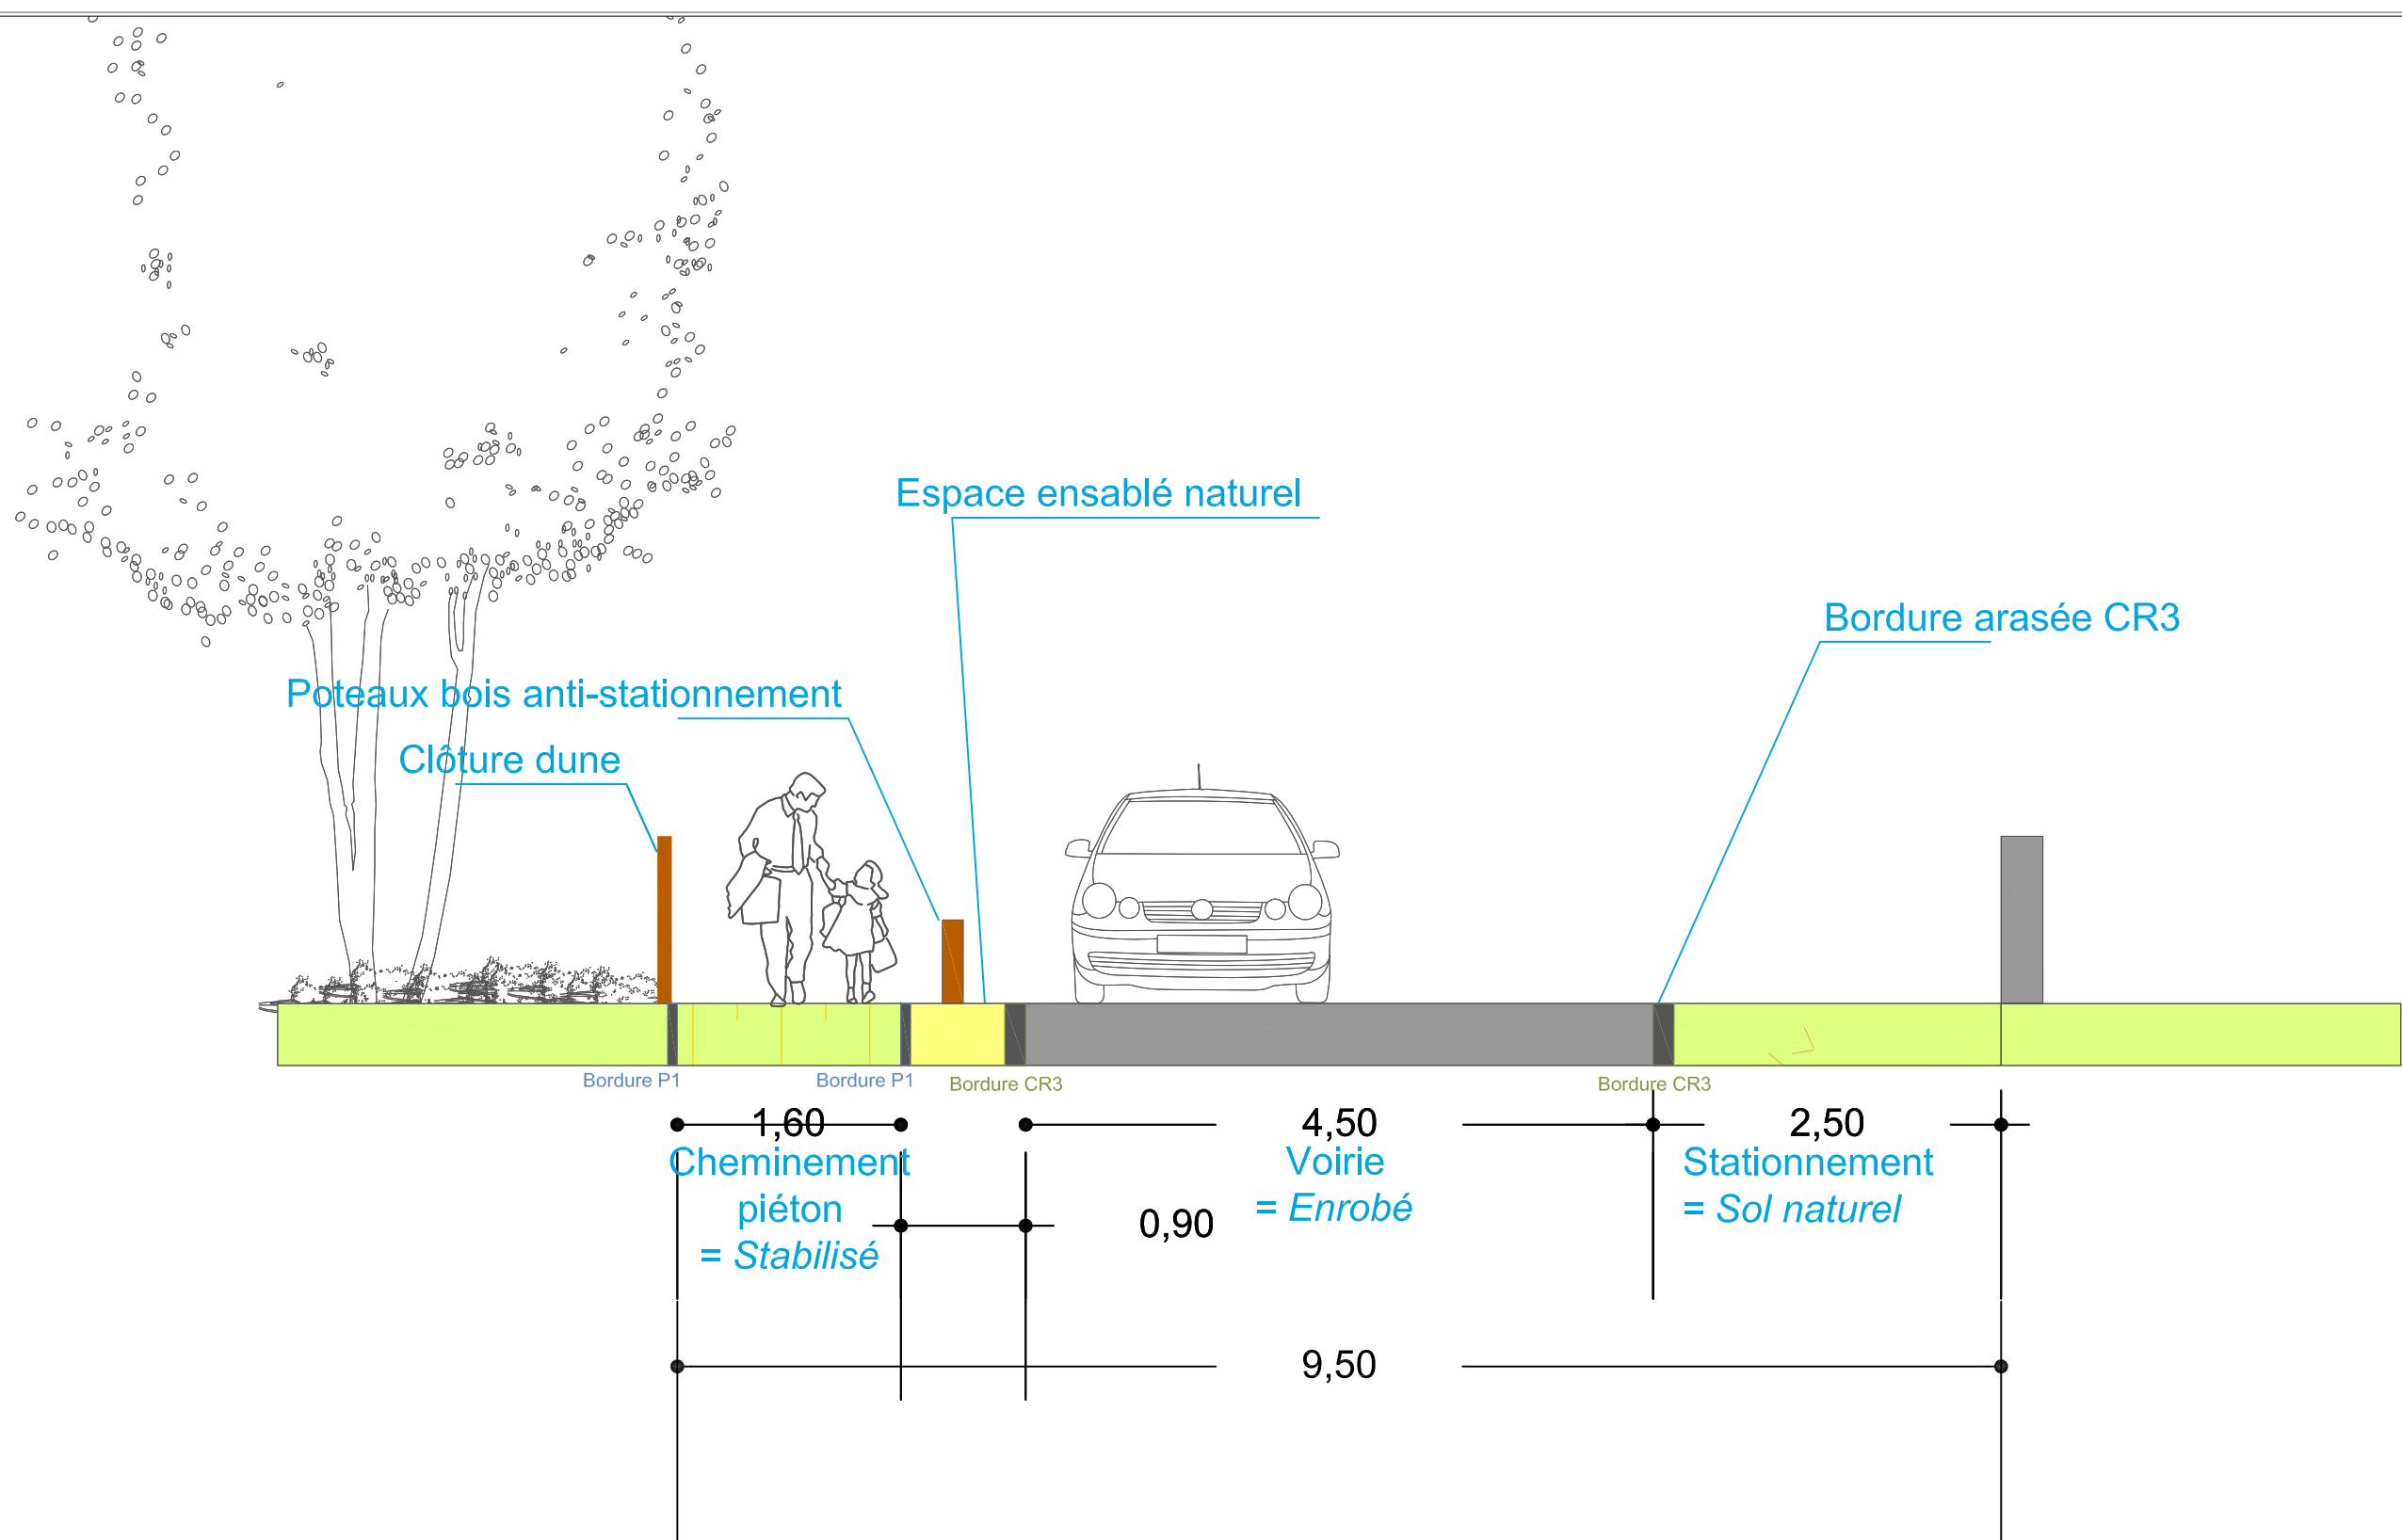 Espace ensablé naturel
Bordure arasée CR3
Poteaux bois anti-stationnement
Clôture dune
Bordure P1
Bordure P1
Bordure CR3
Bordure CR3
1,60
4,50
2,50
Cheminement
piéton
= Stabilisé
0,90
Voirie
= Enrobé
Stationnement
= Sol naturel
9,50